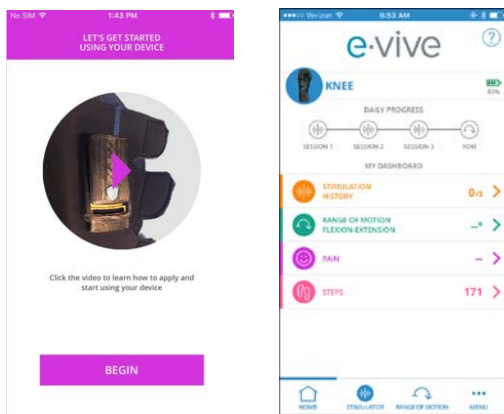 No SIM 1:43 PM
LET'S GET STARTED
USING YOUR DEVICE
Click the video to learn how to apply and
start using your device
BEGIN
Verizon 9:53 AM
e·vive
?
KNEE
83%
DAILY PROGRESS
SESSION 1 SESSION 2 SESSION 3 ROM
MY DASHBOARD
STIMULATION
HISTORY
0/3
RANGE OF MOTION
FLEXION-EXTENSION
--*
PAIN --
STEPS 171
HOME STIMULATOR RANGE OF MOTION MENU